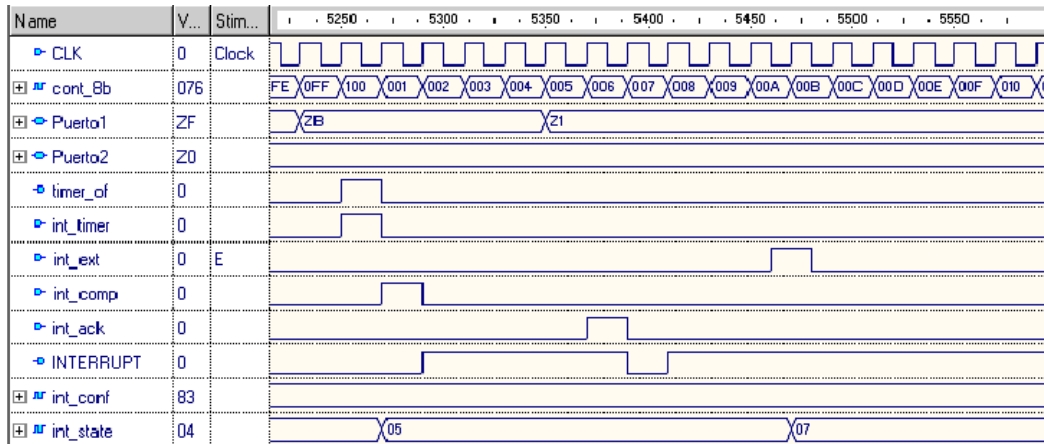 Name V... Stim... 5250 5300 5350 5400 5450 5500 5550
CLK 0 Clock
cont_8b 076 FE 0FF 100 001 002 003 004 005 006 007 008 009 00A 00B 00C 00D 00E 00F 010
Puerto1 ZF ZB Z1
Puerto2 Z0
timer_of 0
int_timer 0
int_ext 0 E
int_comp 0
int_ack 0
INTERRUPT 0
int_conf 83
int_state 04 05 07